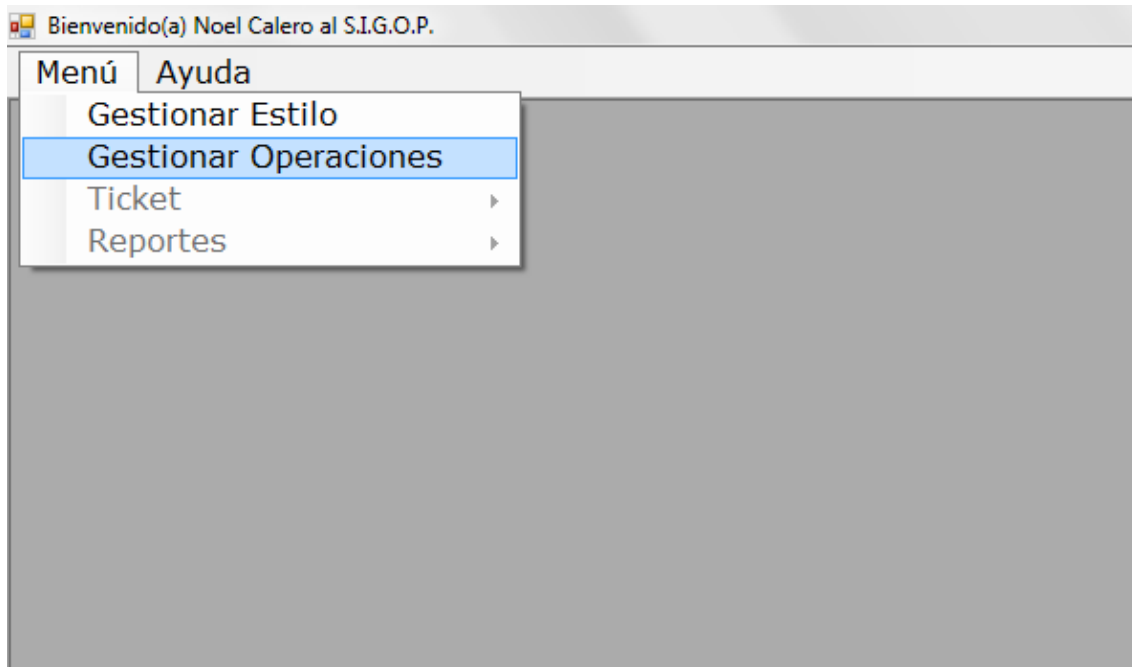 Bienvenido(a) Noel Calero al S.I.G.O.P.
Menú Ayuda
Gestionar Estilo
Gestionar Operaciones
Ticket
Reportes